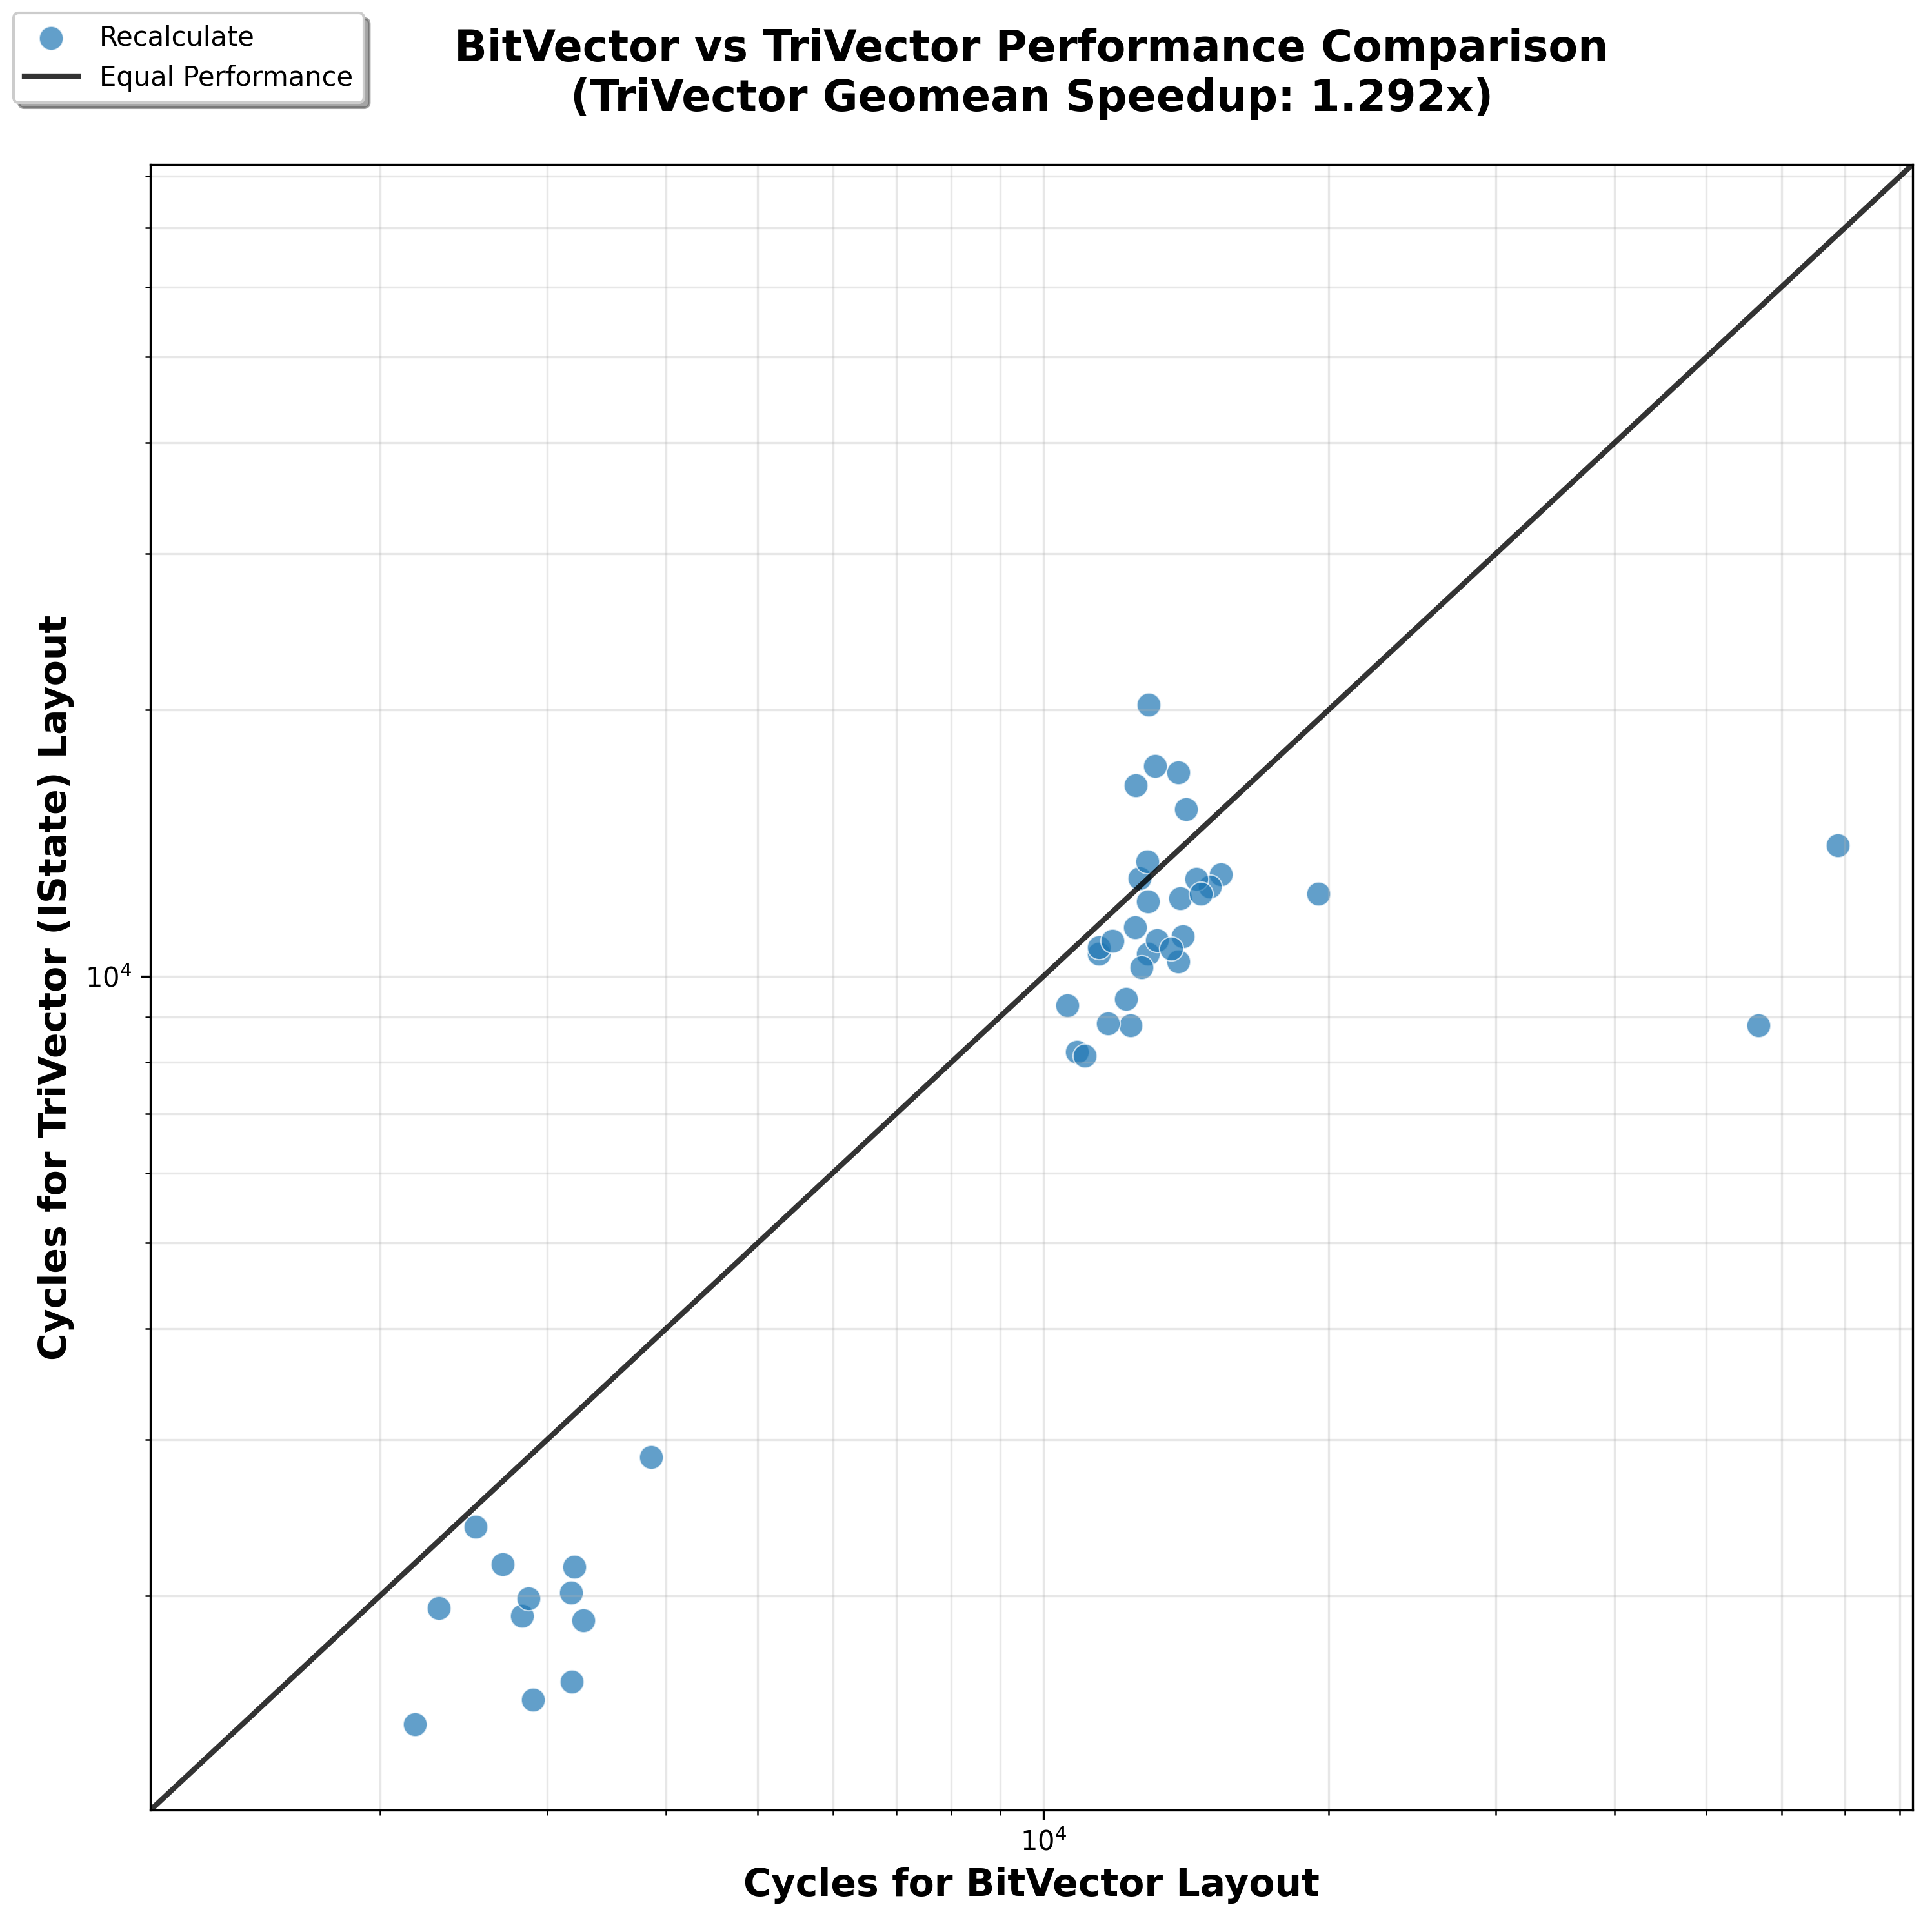 Recalculate
Equal Performance
BitVector vs TriVector Performance Comparison
(TriVector Geomean Speedup: 1.292x)
Cycles for TriVector (IState) Layout
10⁴
10⁴
Cycles for BitVector Layout